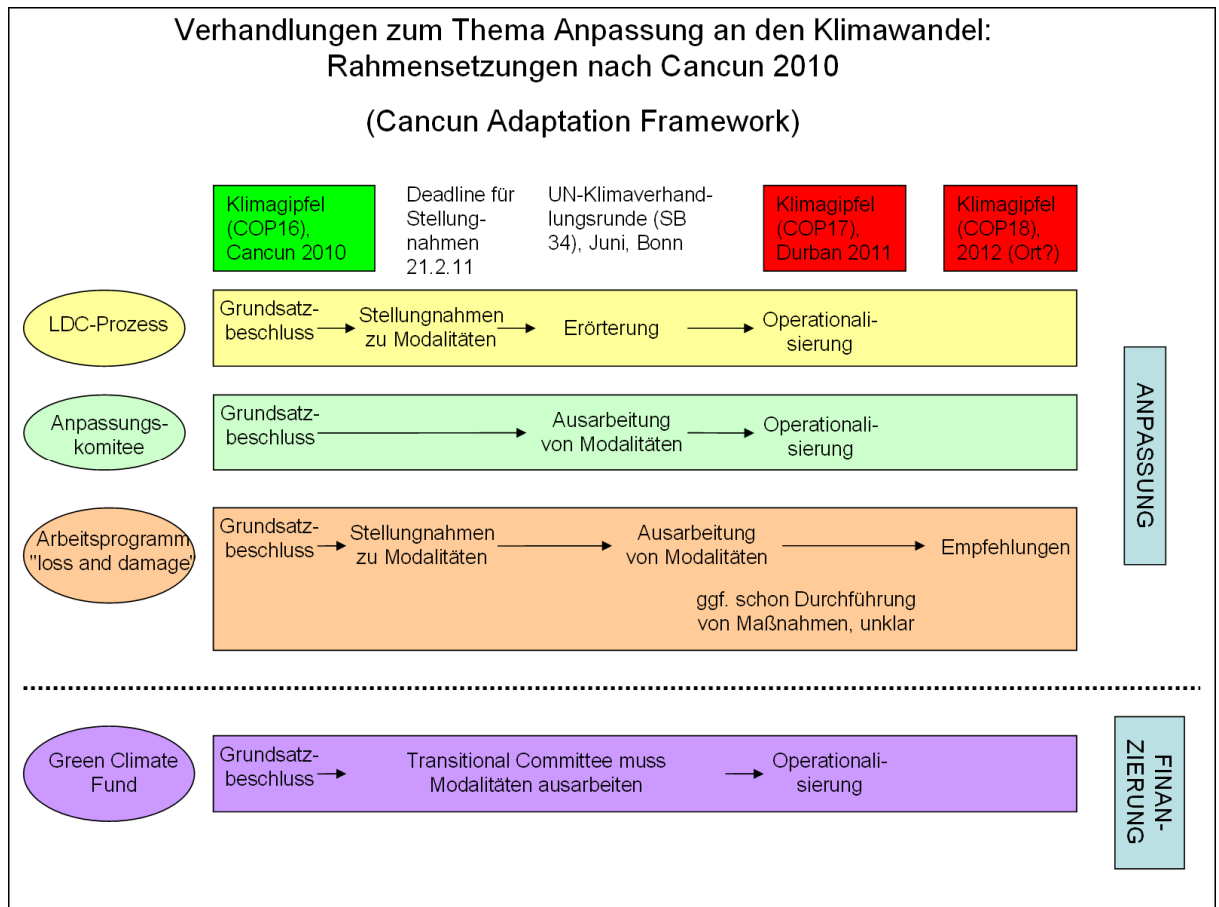 Verhandlungen zum Thema Anpassung an den Klimawandel:
Rahmensetzungen nach Cancun 2010
(Cancun Adaptation Framework)
Klimagipfel
(COP16),
Cancun 2010
Deadline für
Stellung-
nahmen
21.2.11
UN-Klimaverhand-
lungsrunde (SB
34), Juni, Bonn
Klimagipfel
(COP17),
Durban 2011
Klimagipfel
(COP18),
2012 (Ort?)
LDC-Prozess
Grundsatz-
beschluss
Stellungnahmen
zu Modalitäten
Erörterung
Operationali-
sierung
Anpassungs-
komitee
Grundsatz-
beschluss
Ausarbeitung
von Modalitäten
Operationali-
sierung
ANPASSUNG
Arbeitsprogramm
"loss and damage"
Grundsatz-
beschluss
Stellungnahmen
zu Modalitäten
Ausarbeitung
von Modalitäten
Empfehlungen
ggf. schon Durchführung
von Maßnahmen, unklar
Green Climate
Fund
Grundsatz-
beschluss
Transitional Committee muss
Modalitäten ausarbeiten
Operationali-
sierung
FINAN-
ZIERUNG